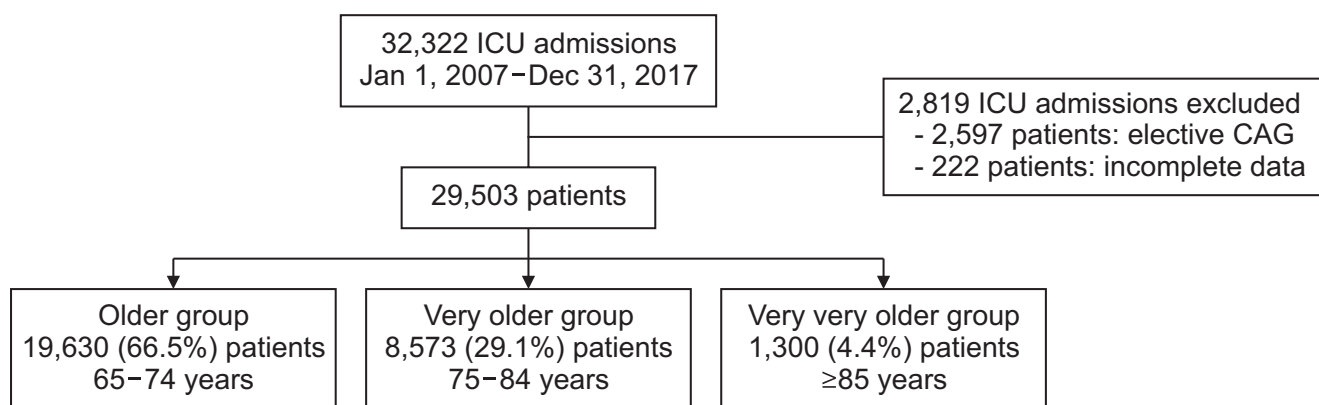 32,322 ICU admissions
Jan 1, 2007−Dec 31, 2017
2,819 ICU admissions excluded
- 2,597 patients: elective CAG
- 222 patients: incomplete data
29,503 patients
Older group
19,630 (66.5%) patients
65−74 years
Very older group
8,573 (29.1%) patients
75−84 years
Very very older group
1,300 (4.4%) patients
≥85 years